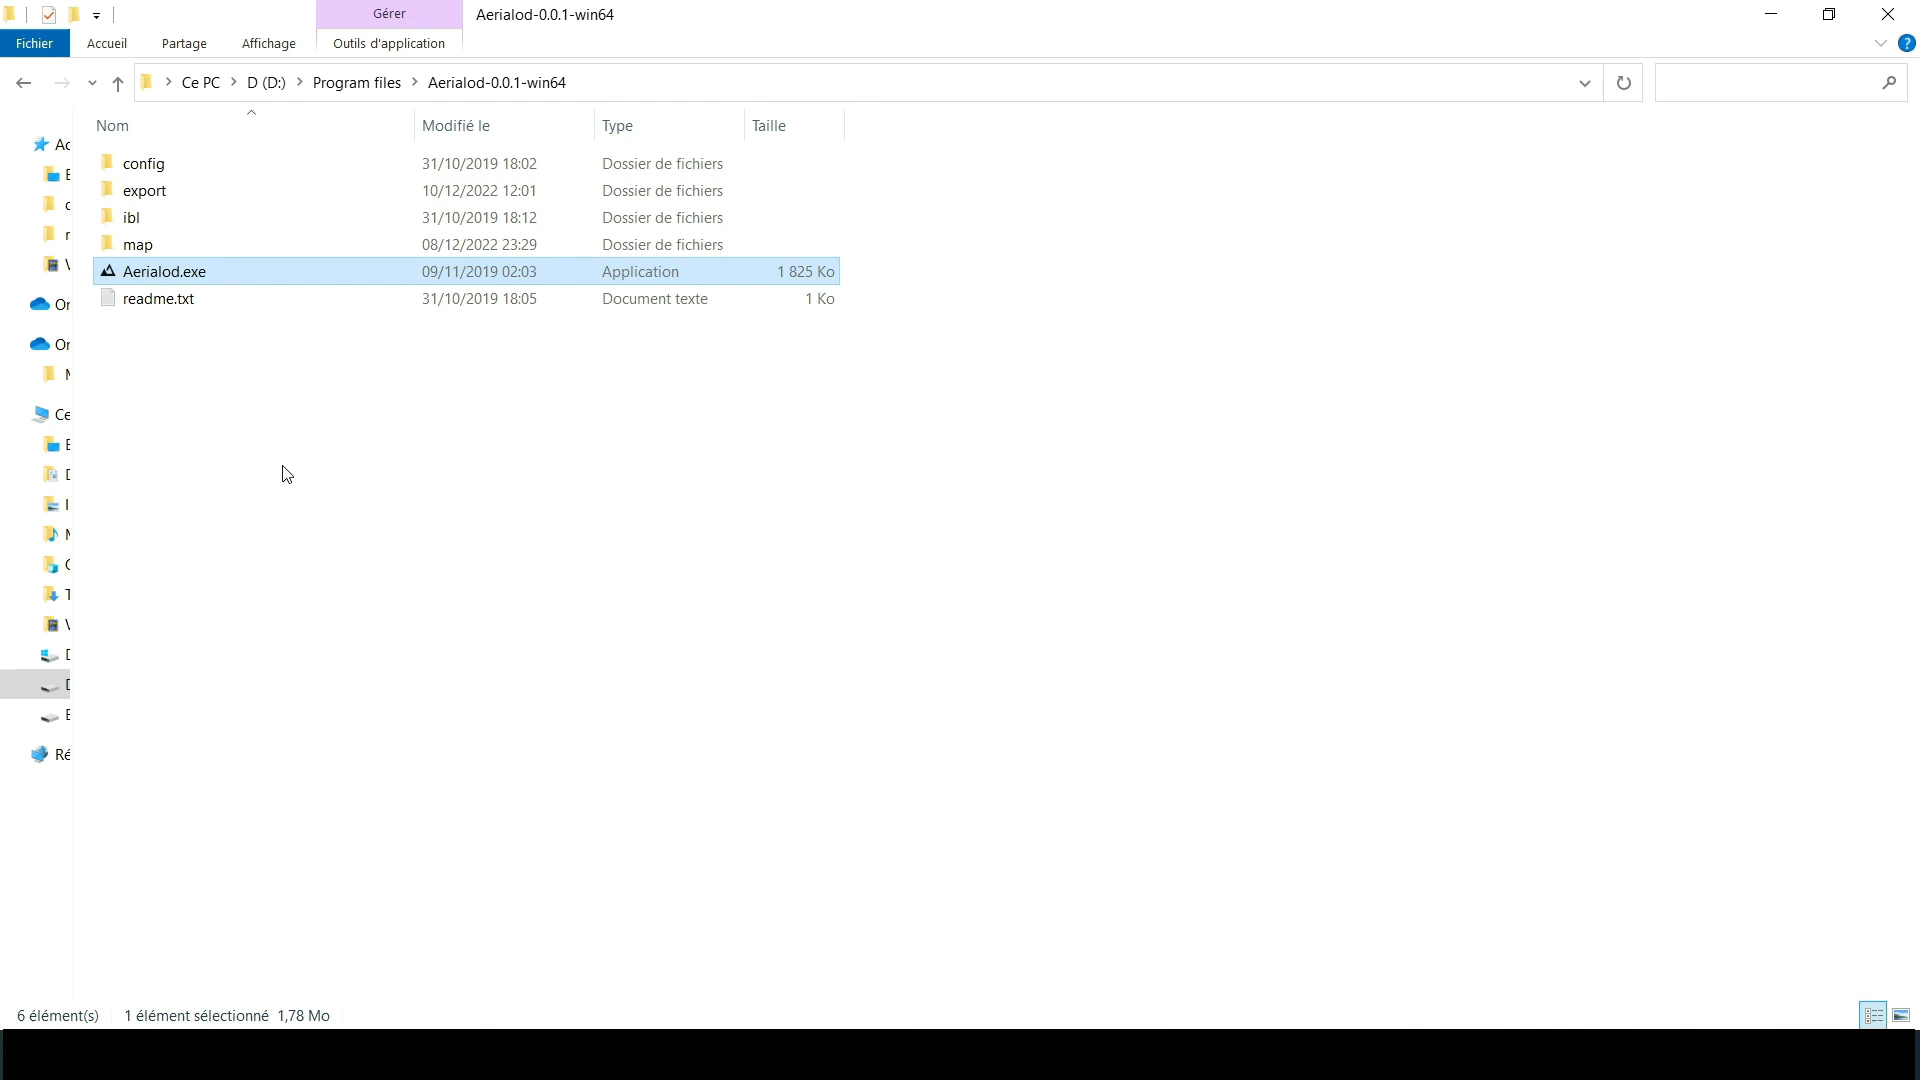 Gérer
Aerialod-0.0.1-win64
Fichier
Accueil
Partage
Affichage
Outils d'application
?
Ce PC > D (D:) > Program files > Aerialod-0.0.1-win64
Nom Modifié le Type Taille
config 31/10/2019 18:02 Dossier de fichiers
export 10/12/2022 12:01 Dossier de fichiers
ibl 31/10/2019 18:12 Dossier de fichiers
map 08/12/2022 23:29 Dossier de fichiers
Aerialod.exe 09/11/2019 02:03 Application 1 825 Ko
readme.txt 31/10/2019 18:05 Document texte 1 Ko
Ce
Ré
6 élément(s) 1 élément sélectionné 1,78 Mo